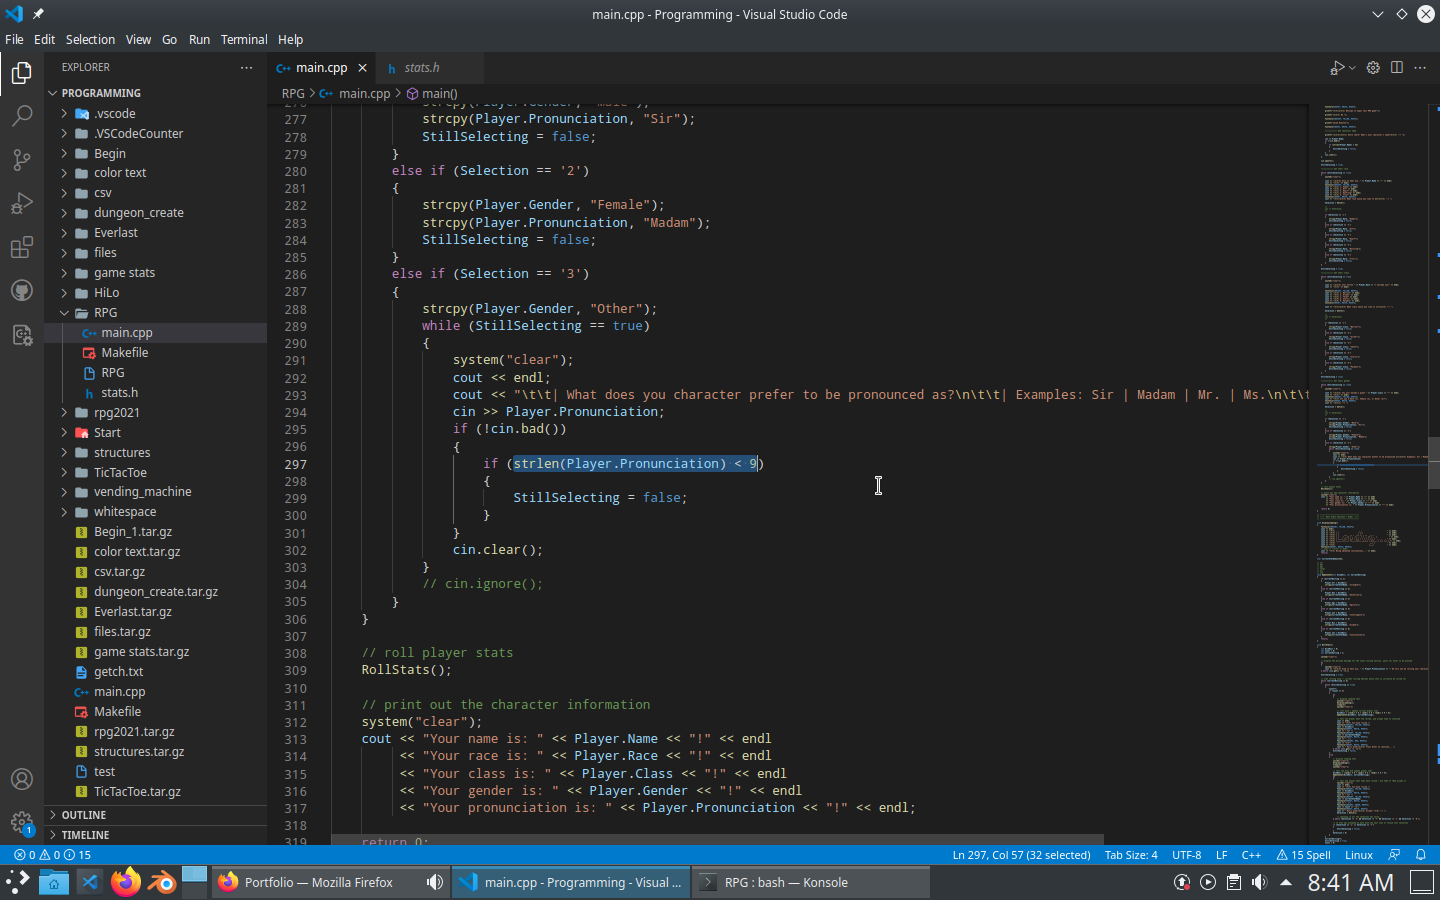 main.cpp - Programming - Visual Studio Code
File Edit Selection View Go Run Terminal Help
EXPLORER
main.cpp
stats.h
PROGRAMMING
RPG > main.cpp > main()
.vscode
.VSCodeCounter
Begin
color text
csv
dungeon_create
Everlast
files
game stats
HiLo
RPG
main.cpp
Makefile
RPG
stats.h
rpg2021
Start
structures
TicTacToe
vending_machine
whitespace
Begin_1.tar.gz
color text.tar.gz
csv.tar.gz
dungeon_create.tar.gz
Everlast.tar.gz
files.tar.gz
game stats.tar.gz
getch.txt
main.cpp
Makefile
rpg2021.tar.gz
structures.tar.gz
test
TicTacToe.tar.gz
OUTLINE
TIMELINE
276 strcpy(Player.Gender, "Male");
277 strcpy(Player.Pronunciation, "Sir");
278 StillSelecting = false;
279 }
280 else if (Selection == '2')
281 {
282 strcpy(Player.Gender, "Female");
283 strcpy(Player.Pronunciation, "Madam");
284 StillSelecting = false;
285 }
286 else if (Selection == '3')
287 {
288 strcpy(Player.Gender, "Other");
289 while (StillSelecting == true)
290 {
291 system("clear");
292 cout << endl;
293 cout << "\t\t| What does you character prefer to be pronounced as?\n\t\t| Examples: Sir | Madam | Mr. | Ms.\n\t\t
294 cin >> Player.Pronunciation;
295 if (!cin.bad())
296 {
297 if (strlen(Player.Pronunciation) < 9)
298 {
299 StillSelecting = false;
300 }
301 }
302 cin.clear();
303 }
304 // cin.ignore();
305 }
306 }
307
308 // roll player stats
309 RollStats();
310
311 // print out the character information
312 system("clear");
313 cout << "Your name is: " << Player.Name << "!" << endl
314 << "Your race is: " << Player.Race << "!" << endl
315 << "Your class is: " << Player.Class << "!" << endl
316 << "Your gender is: " << Player.Gender << "!" << endl
317 << "Your pronunciation is: " << Player.Pronunciation << "!" << endl;
318
319 return 0;
Loading...
1
0 0 15
Ln 297, Col 57 (32 selected) Tab Size: 4 UTF-8 LF C++ 15 Spell Linux
Portfolio — Mozilla Firefox
main.cpp - Programming - Visual ...
RPG : bash — Konsole
8:41 AM